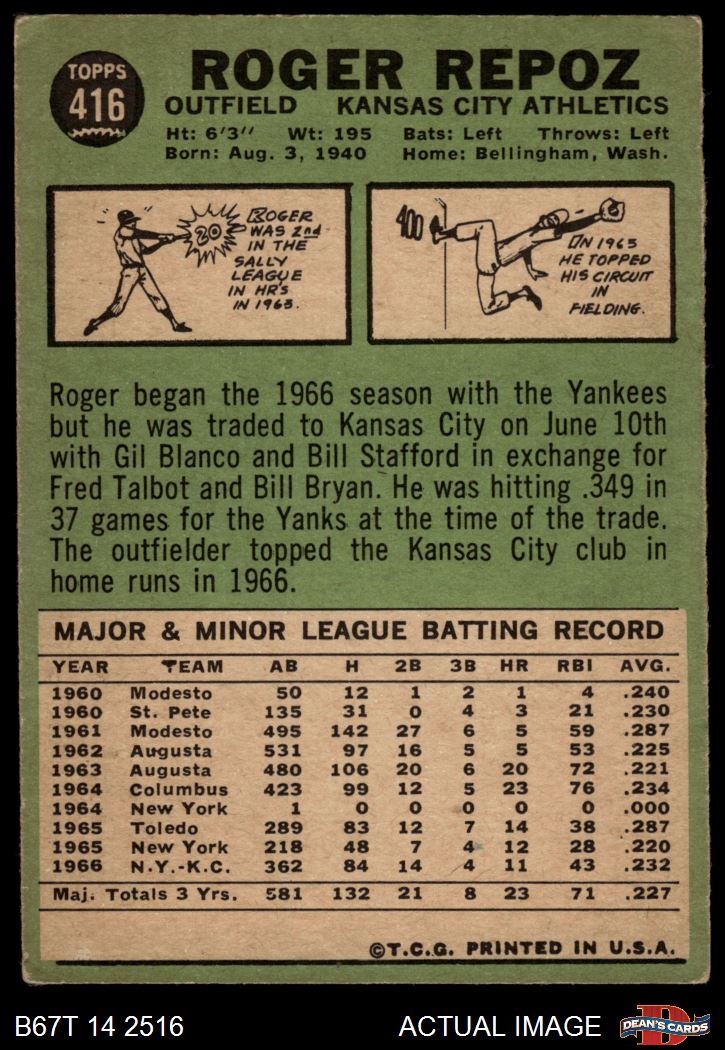 TOPPS
416
ROGER REPOZ
OUTFIELD KANSAS CITY ATHLETICS
Ht: 6'3" Wt: 195 Bats: Left Throws: Left
Born: Aug. 3, 1940 Home: Bellingham, Wash.
20
ROGER
WAS 2nd
IN THE
SALLY
LEAGUE
IN HR'S
IN 1963.
400
IN 1965
HE TOPPED
HIS CIRCUIT
IN
FIELDING.
Roger began the 1966 season with the Yankees
but he was traded to Kansas City on June 10th
with Gil Blanco and Bill Stafford in exchange for
Fred Talbot and Bill Bryan. He was hitting .349 in
37 games for the Yanks at the time of the trade.
The outfielder topped the Kansas City club in
home runs in 1966.
MAJOR & MINOR LEAGUE BATTING RECORD
YEAR TEAM AB H 2B 3B HR RBI AVG.
1960 Modesto 50 12 1 2 1 4 .240
1960 St. Pete 135 31 0 4 3 21 .230
1961 Modesto 495 142 27 6 5 59 .287
1962 Augusta 531 97 16 5 5 53 .225
1963 Augusta 480 106 20 6 20 72 .221
1964 Columbus 423 99 12 5 23 76 .234
1964 New York 1 0 0 0 0 0 .000
1965 Toledo 289 83 12 7 14 38 .287
1965 New York 218 48 7 4 12 28 .220
1966 N.Y.-K.C. 362 84 14 4 11 43 .232
Maj. Totals 3 Yrs. 581 132 21 8 23 71 .227
©T.C.G. PRINTED IN U.S.A.
B67T 14 2516 ACTUAL IMAGE
D
DEAN'S CARDS